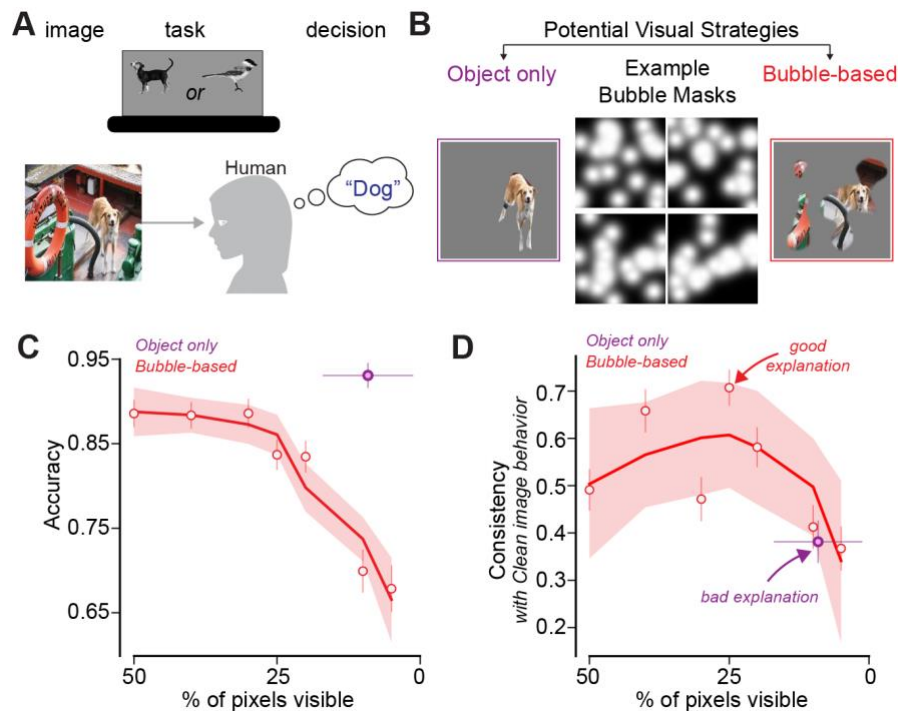 A
image
task
decision
or
Human
“Dog”
B
Potential Visual Strategies
Object only
Example
Bubble Masks
Bubble-based
C
Object only
Bubble-based
0.95
0.85
0.75
0.65
Accuracy
50
25
0
% of pixels visible
D
Object only
Bubble-based
good
explanation
0.7
0.6
0.5
0.4
0.3
0.2
Consistency
with Clean image behavior
bad explanation
50
25
0
% of pixels visible